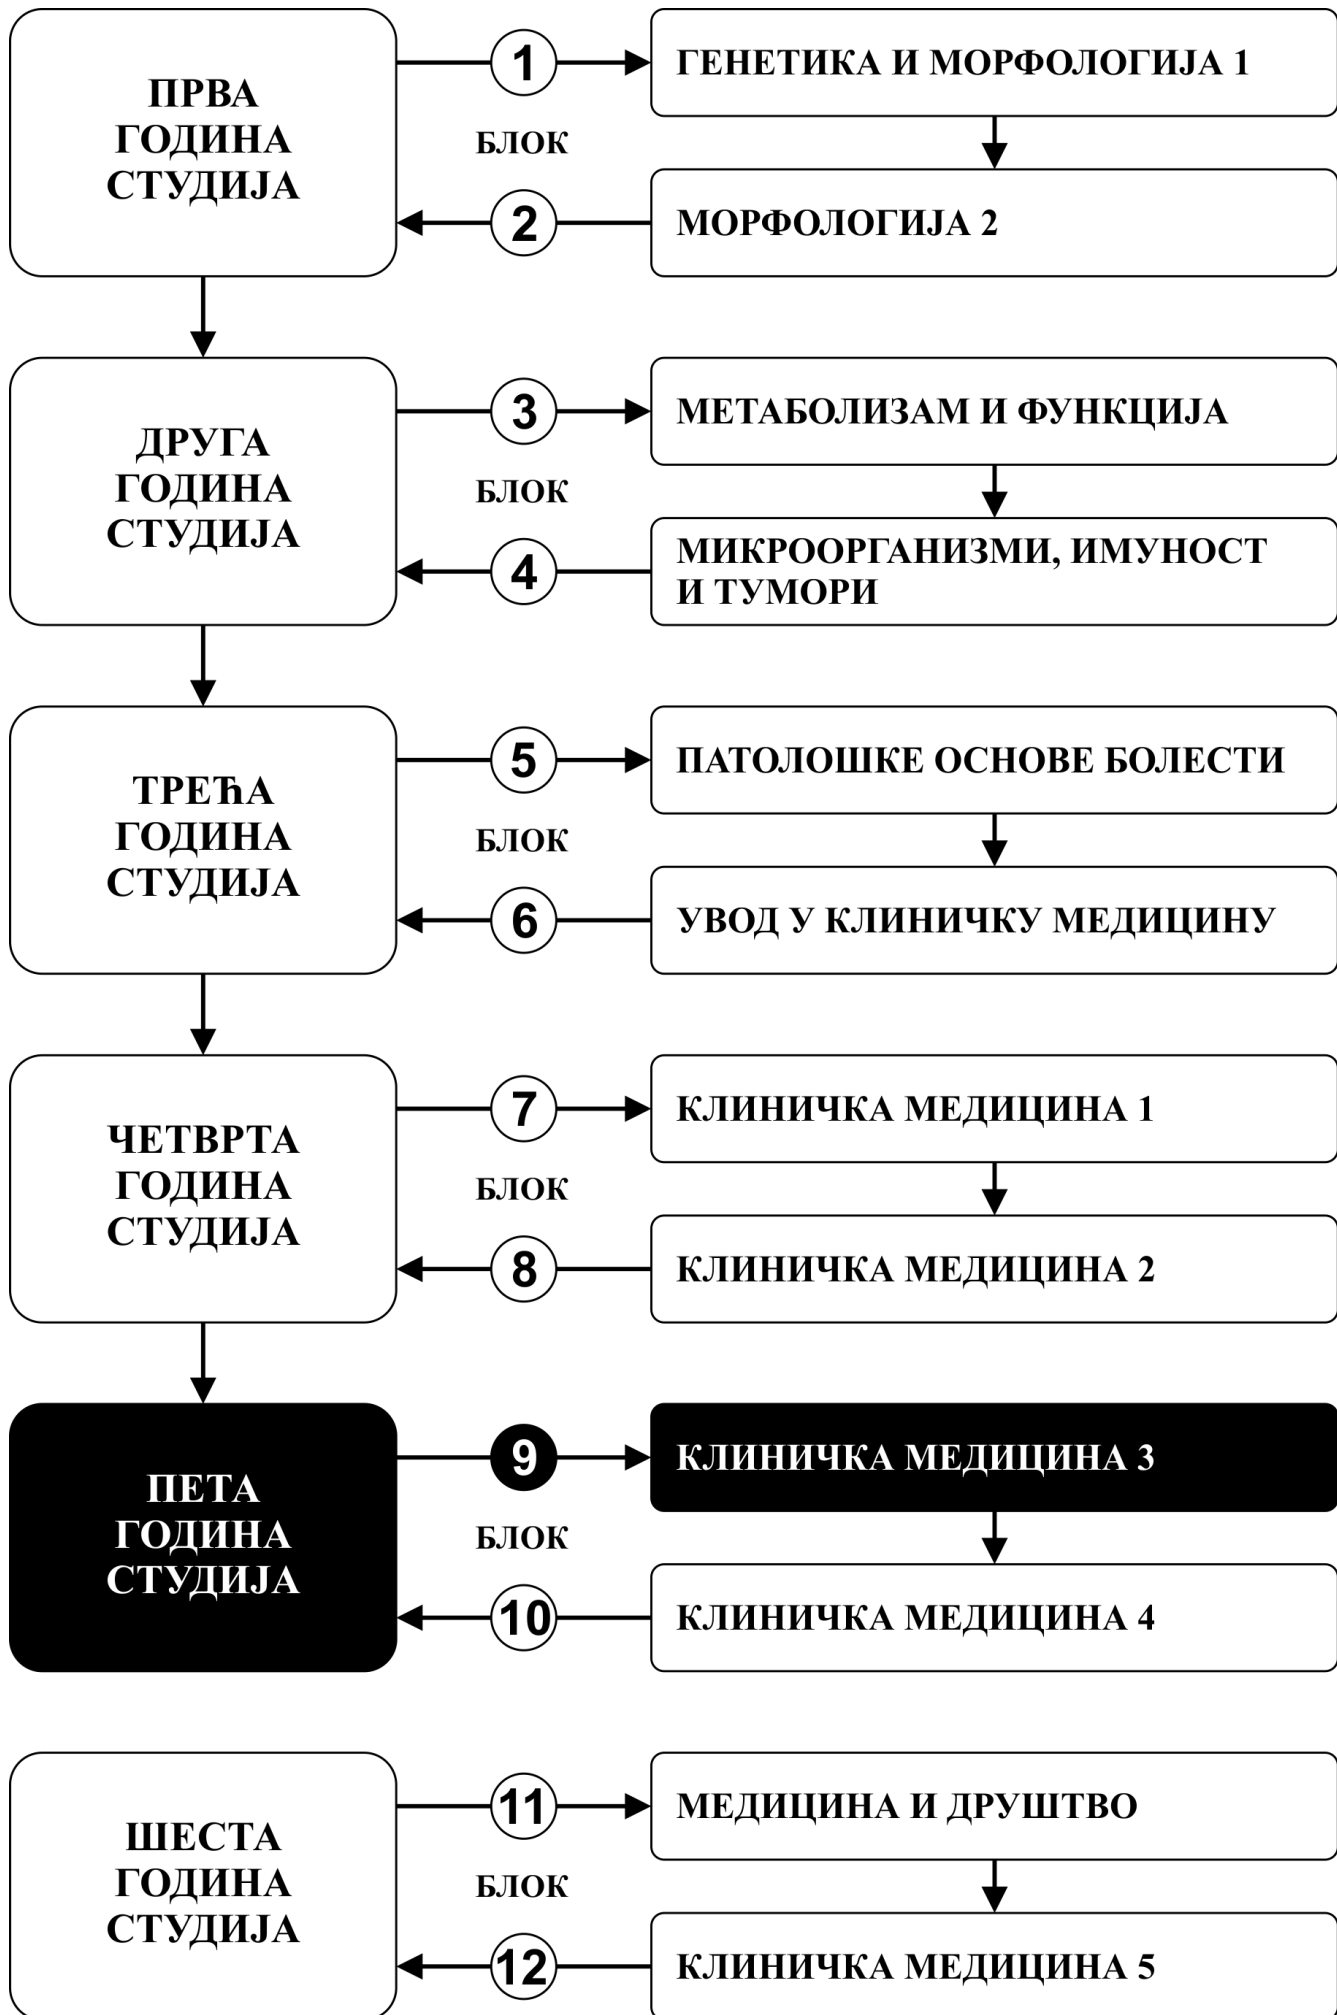 ПРВА
ГОДИНА
СТУДИЈА
1
БЛОК
2
ГЕНЕТИКА И МОРФОЛОГИЈА 1
МОРФОЛОГИЈА 2
ДРУГА
ГОДИНА
СТУДИЈА
3
БЛОК
4
МЕТАБОЛИЗАМ И ФУНКЦИЈА
МИКРООРГАНИЗМИ, ИМУНОСТ
И ТУМОРИ
ТРЕЋА
ГОДИНА
СТУДИЈА
5
БЛОК
6
ПАТОЛОШКЕ ОСНОВЕ БОЛЕСТИ
УВОД У КЛИНИЧКУ МЕДИЦИНУ
ЧЕТВРТА
ГОДИНА
СТУДИЈА
7
БЛОК
8
КЛИНИЧКА МЕДИЦИНА 1
КЛИНИЧКА МЕДИЦИНА 2
ПЕТА
ГОДИНА
СТУДИЈА
9
БЛОК
10
КЛИНИЧКА МЕДИЦИНА 3
КЛИНИЧКА МЕДИЦИНА 4
ШЕСТА
ГОДИНА
СТУДИЈА
11
БЛОК
12
МЕДИЦИНА И ДРУШТВО
КЛИНИЧКА МЕДИЦИНА 5